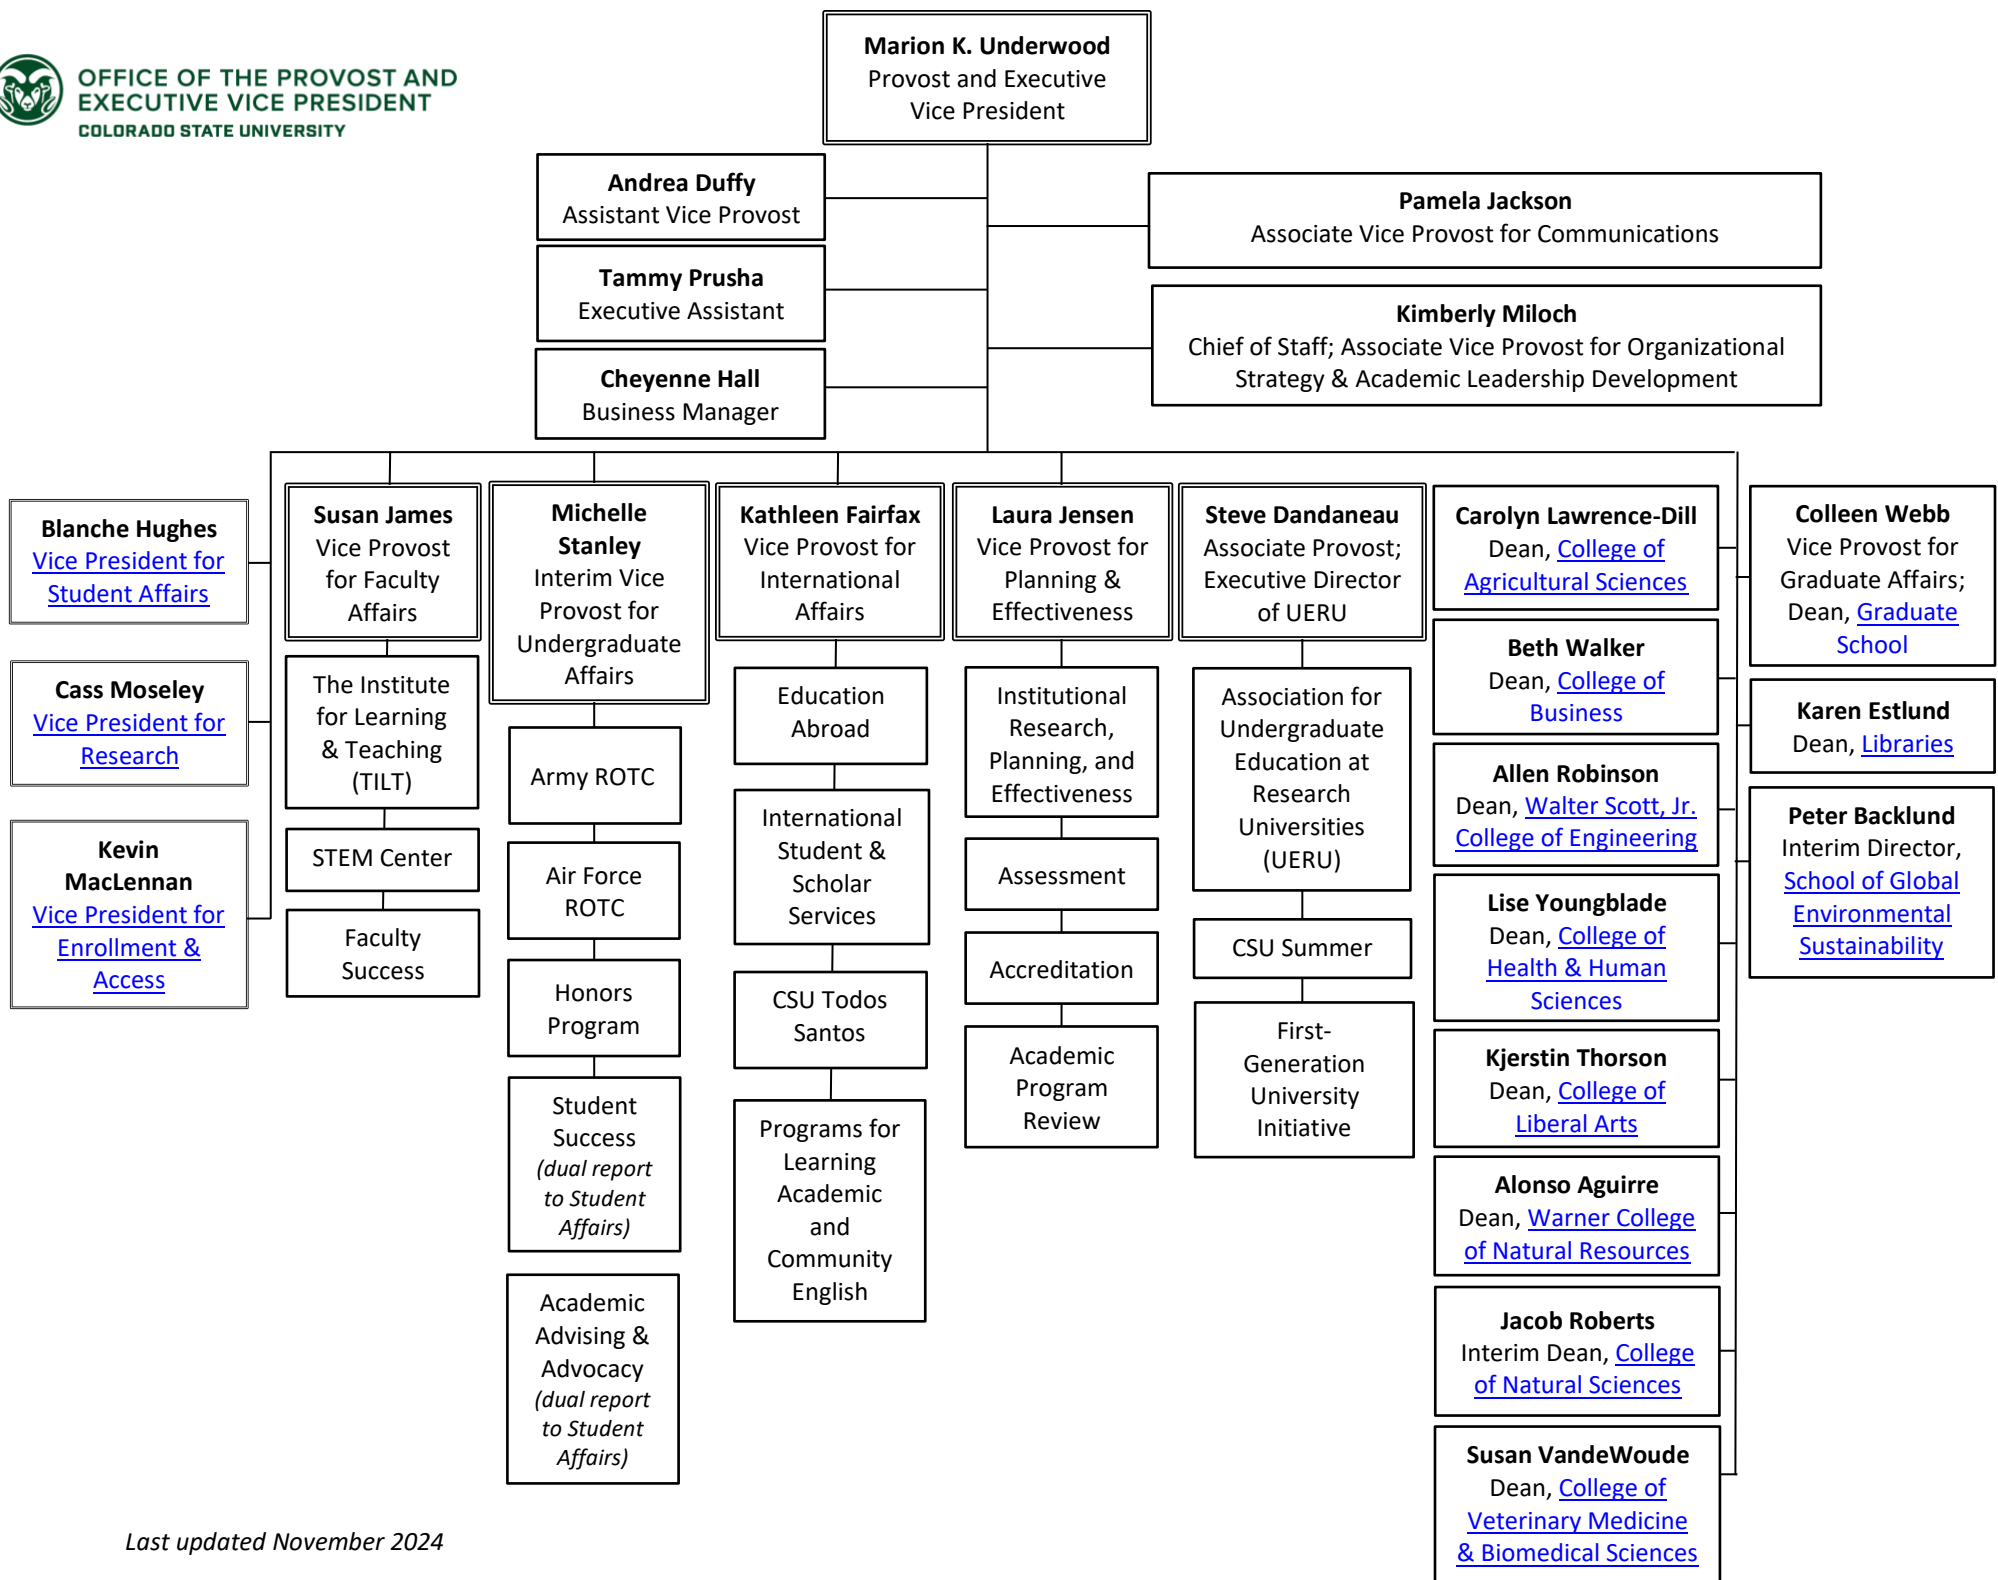 OFFICE OF THE PROVOST AND
EXECUTIVE VICE PRESIDENT
COLORADO STATE UNIVERSITY
Marion K. Underwood
Provost and Executive
Vice President
Andrea Duffy
Assistant Vice Provost
Tammy Prusha
Executive Assistant
Cheyenne Hall
Business Manager
Pamela Jackson
Associate Vice Provost for Communications
Kimberly Miloch
Chief of Staff; Associate Vice Provost for Organizational
Strategy & Academic Leadership Development
Blanche Hughes
Vice President for
Student Affairs
Cass Moseley
Vice President for
Research
Kevin
MacLennan
Vice President for
Enrollment &
Access
Susan James
Vice Provost
for Faculty
Affairs
The Institute
for Learning
& Teaching
(TILT)
STEM Center
Faculty
Success
Michelle
Stanley
Interim Vice
Provost for
Undergraduate
Affairs
Army ROTC
Air Force
ROTC
Honors
Program
Student
Success
(dual report
to Student
Affairs)
Academic
Advising &
Advocacy
(dual report
to Student
Affairs)
Kathleen Fairfax
Vice Provost for
International
Affairs
Education
Abroad
International
Student &
Scholar
Services
CSU Todos
Santos
Programs for
Learning
Academic
and
Community
English
Laura Jensen
Vice Provost for
Planning &
Effectiveness
Institutional
Research,
Planning, and
Effectiveness
Assessment
Accreditation
Academic
Program
Review
Steve Dandaneau
Associate Provost;
Executive Director
of UERU
Association for
Undergraduate
Education at
Research
Universities
(UERU)
CSU Summer
First-
Generation
University
Initiative
Carolyn Lawrence-Dill
Dean, College of
Agricultural Sciences
Beth Walker
Dean, College of
Business
Allen Robinson
Dean, Walter Scott, Jr.
College of Engineering
Lise Youngblade
Dean, College of
Health & Human
Sciences
Kjerstin Thorson
Dean, College of
Liberal Arts
Alonso Aguirre
Dean, Warner College
of Natural Resources
Jacob Roberts
Interim Dean, College
of Natural Sciences
Susan VandeWoude
Dean, College of
Veterinary Medicine
& Biomedical Sciences
Colleen Webb
Vice Provost for
Graduate Affairs;
Dean, Graduate
School
Karen Estlund
Dean, Libraries
Peter Backlund
Interim Director,
School of Global
Environmental
Sustainability
Last updated November 2024